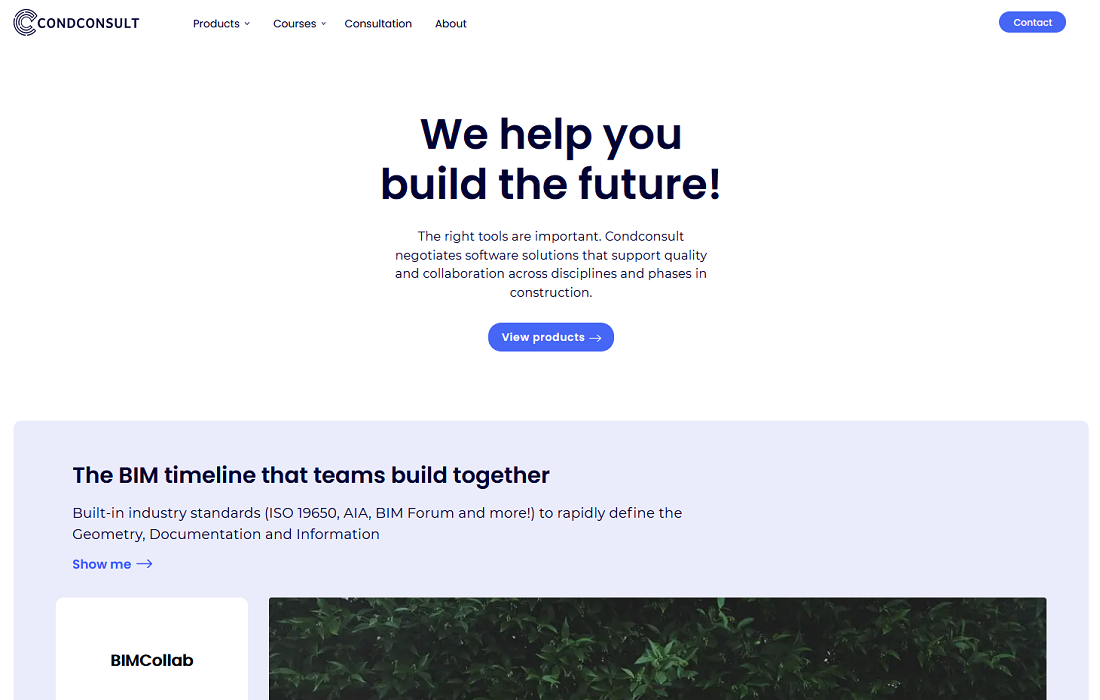 CONDCONSULT
Products
Courses
Consultation
About
Contact
We help you
build the future!
The right tools are important. Condconsult
negotiates software solutions that support quality
and collaboration across disciplines and phases in
construction.
View products
The BIM timeline that teams build together
Built-in industry standards (ISO 19650, AIA, BIM Forum and more!) to rapidly define the
Geometry, Documentation and Information
Show me
BIMCollab